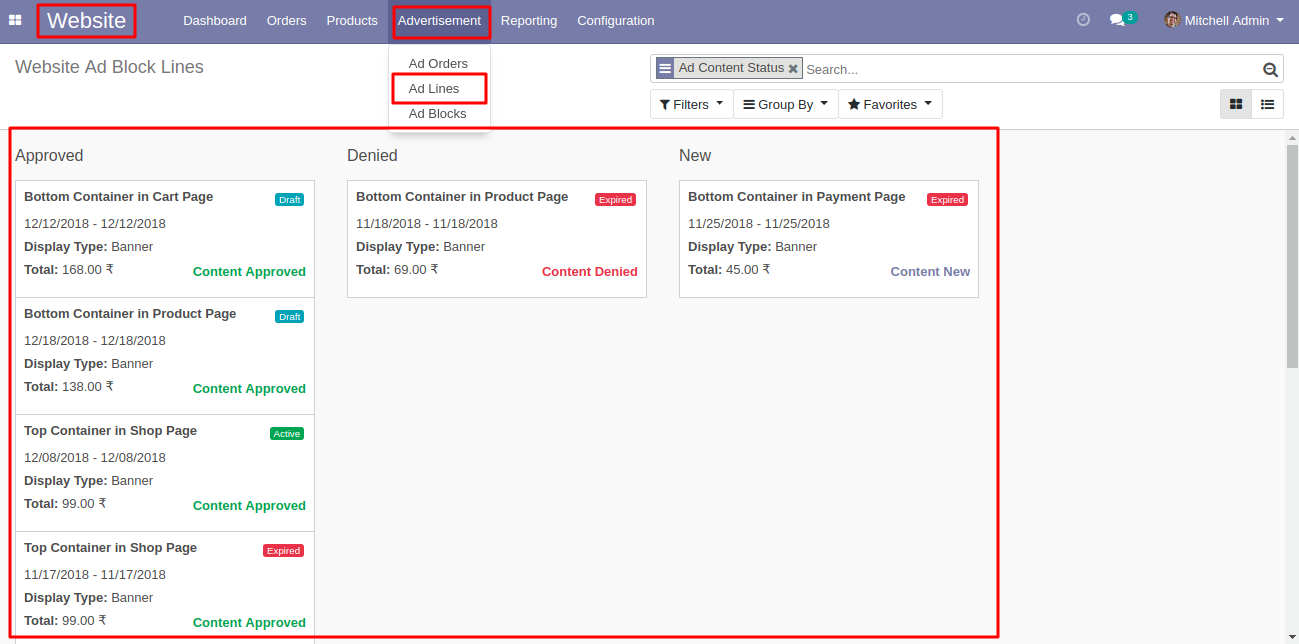 Website Dashboard Orders Products Advertisement Reporting Configuration 3 Mitchell Admin
Website Ad Block Lines
Ad Orders
Ad Lines
Ad Blocks
Ad Content Status Search...
Filters Group By Favorites
Approved
Bottom Container in Cart Page Draft
12/12/2018 - 12/12/2018
Display Type: Banner
Total: 168.00 ₹ Content Approved
Bottom Container in Product Page Draft
12/18/2018 - 12/18/2018
Display Type: Banner
Total: 138.00 ₹ Content Approved
Top Container in Shop Page Active
12/08/2018 - 12/08/2018
Display Type: Banner
Total: 99.00 ₹ Content Approved
Top Container in Shop Page Expired
11/17/2018 - 11/17/2018
Display Type: Banner
Total: 99.00 ₹ Content Approved
Denied
Bottom Container in Product Page Expired
11/18/2018 - 11/18/2018
Display Type: Banner
Total: 69.00 ₹ Content Denied
New
Bottom Container in Payment Page Expired
11/25/2018 - 11/25/2018
Display Type: Banner
Total: 45.00 ₹ Content New